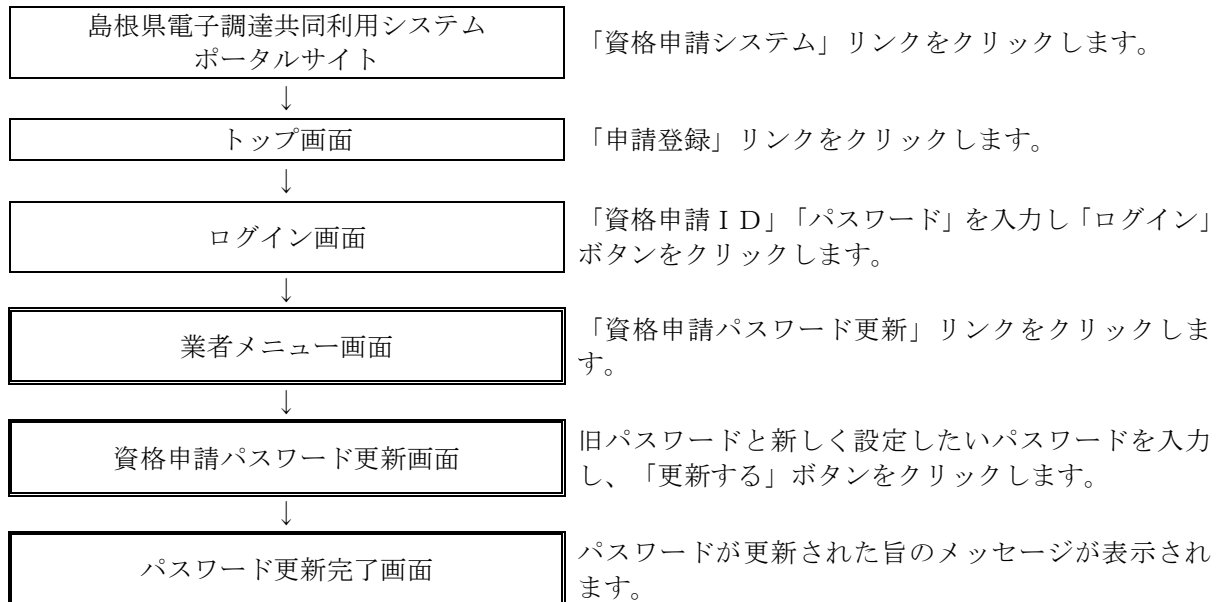 島根県電子調達共同利用システム
ポータルサイト
「資格申請システム」リンクをクリックします。
↓
トップ画面
「申請登録」リンクをクリックします。
↓
ログイン画面
「資格申請ＩＤ」「パスワード」を入力し「ログイン」
ボタンをクリックします。
↓
業者メニュー画面
「資格申請パスワード更新」リンクをクリックしま
す。
↓
資格申請パスワード更新画面
旧パスワードと新しく設定したいパスワードを入力
し、「更新する」ボタンをクリックします。
↓
パスワード更新完了画面
パスワードが更新された旨のメッセージが表示され
ます。